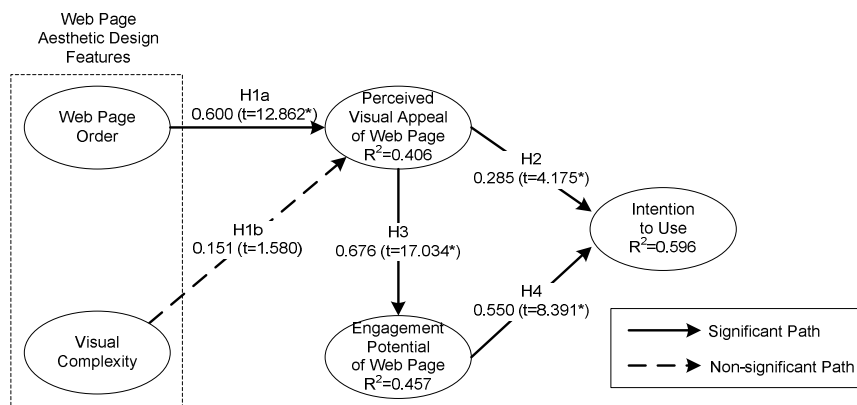 Web Page
Aesthetic Design
Features
Web Page
Order
H1a
0.600 (t=12.862*)
Perceived
Visual Appeal
of Web Page
R²=0.406
H2
0.285 (t=4.175*)
H1b
0.151 (t=1.580)
H3
0.676 (t=17.034*)
Intention
to Use
R²=0.596
H4
0.550 (t=8.391*)
Visual
Complexity
Engagement
Potential
of Web Page
R²=0.457
Significant Path
Non-significant Path